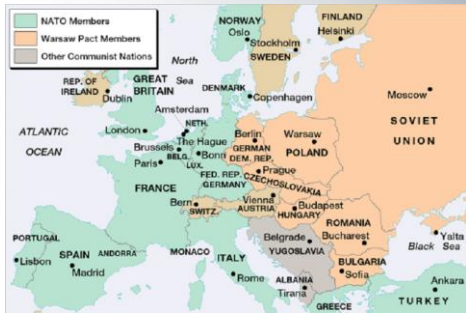 NATO Members
Warsaw Pact Members
Other Communist Nations
NORWAY
Oslo
FINLAND
Helsinki
Stockholm
SWEDEN
North
Sea
REP. OF
IRELAND
Dublin
GREAT
BRITAIN
DENMARK
Copenhagen
Moscow
SOVIET
UNION
Amsterdam
NETH.
London
The Hague
Berlin
Warsaw
ATLANTIC
OCEAN
Brussels
BELG.
Bonn
GERMAN
DEM. REP.
POLAND
Paris
LUX.
Prague
FED. REP.
GERMANY
CZECHOSLOVAKIA
FRANCE
Vienna
AUSTRIA
Budapest
HUNGARY
Bern
SWITZ.
ROMANIA
Bucharest
Yalta
Black Sea
Belgrade
YUGOSLAVIA
PORTUGAL
ANDORRA
MONACO
ITALY
BULGARIA
Sofia
SPAIN
Lisbon
Madrid
Rome
ALBANIA
Tirana
Ankara
TURKEY
GREECE